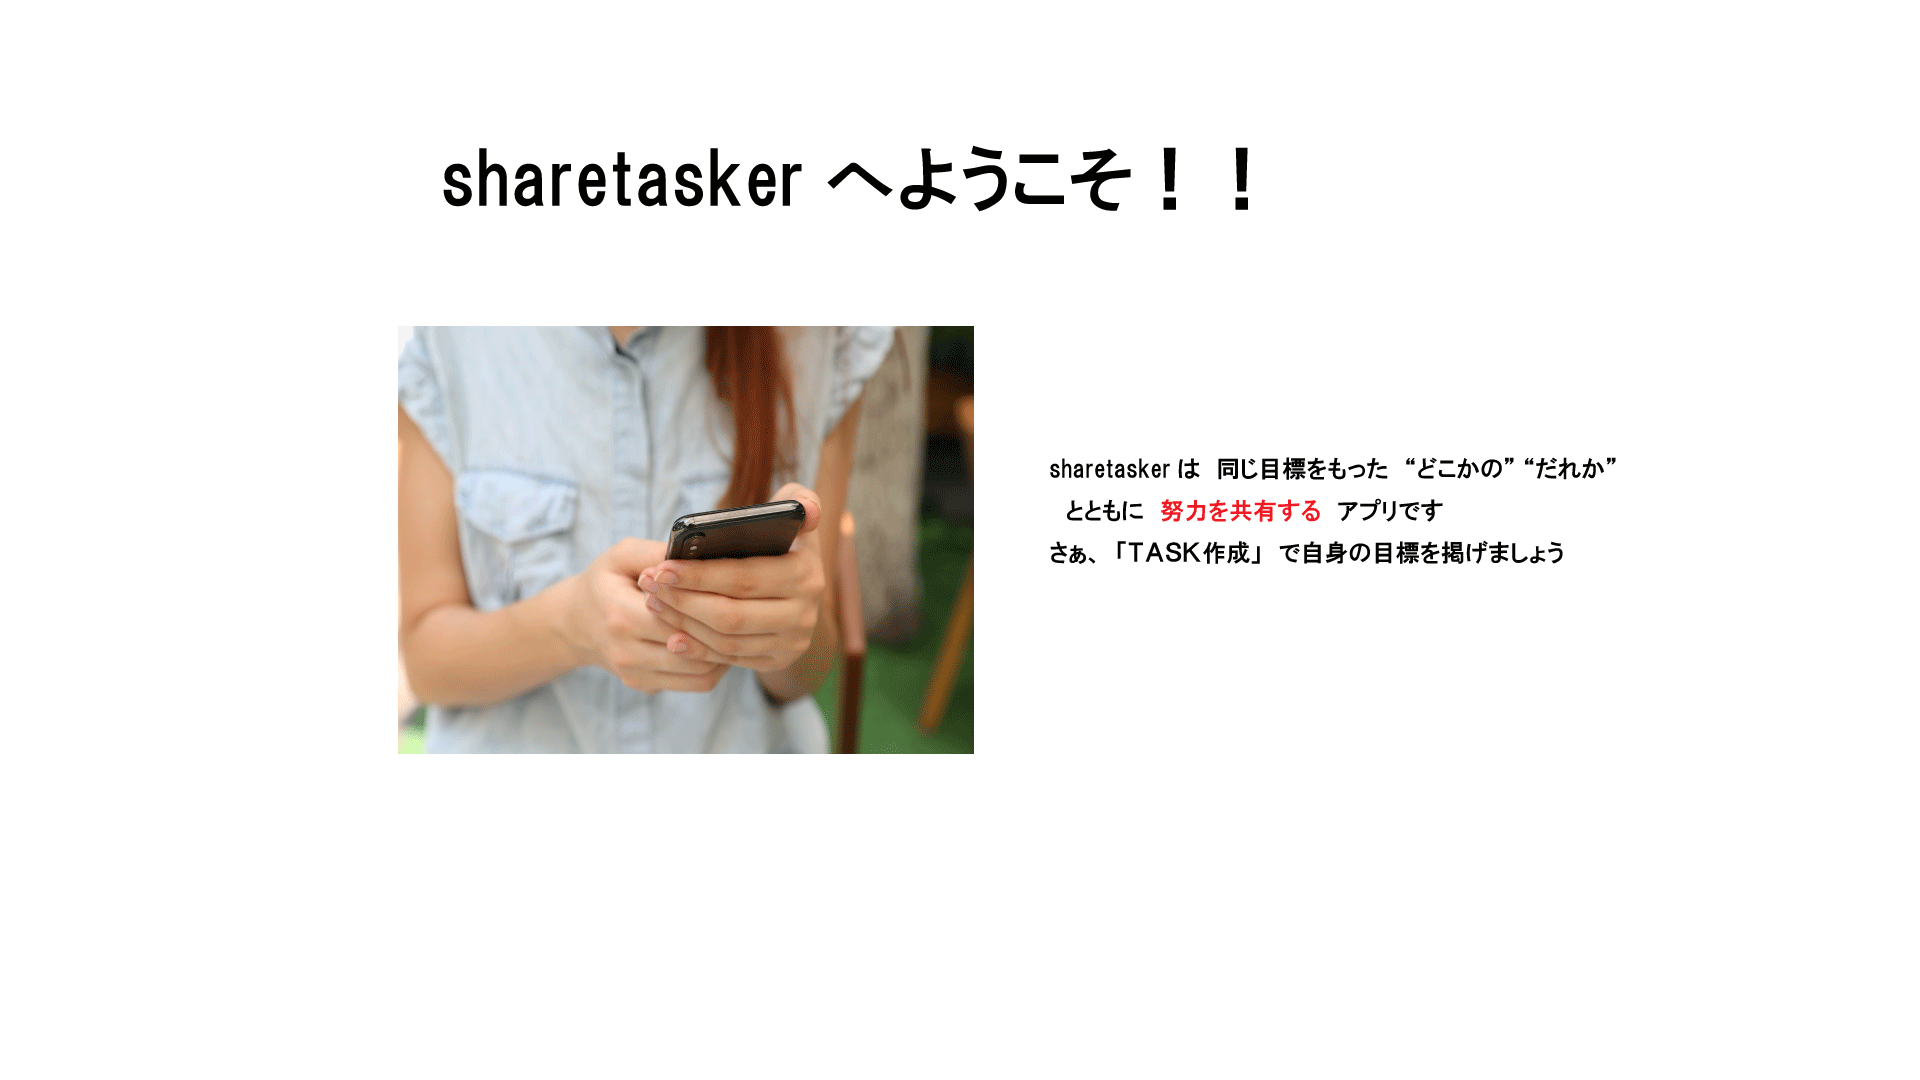 sharetasker へようこそ！！
sharetasker は　同じ目標をもった　“どこかの” “だれか”
とともに　努力を共有する　アプリです
さぁ、「TASK作成」　で自身の目標を掲げましょう